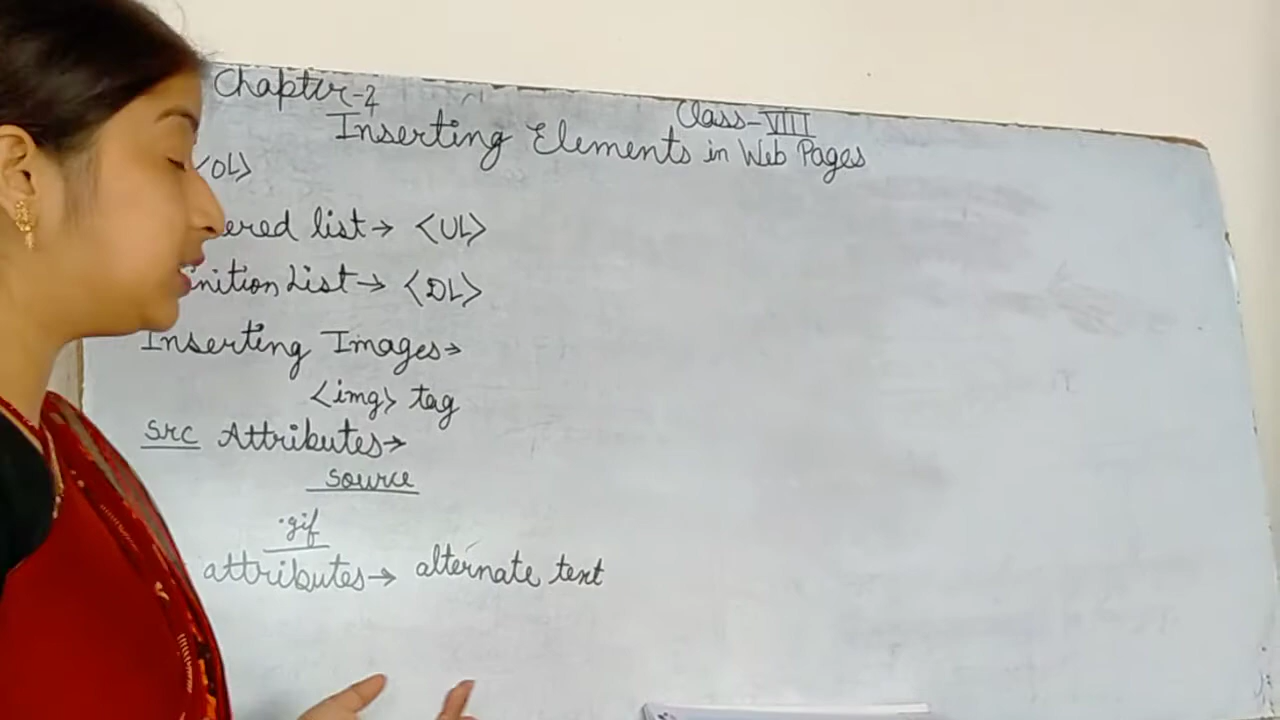 Chapter-2
Class-VIII
Inserting Elements in Web Pages
<OL>
ered list→ <UL>
nition List→ <DL>
Inserting Images→
<img> tag
Src Attributes→
Source
.gif
attributes→ alternate text